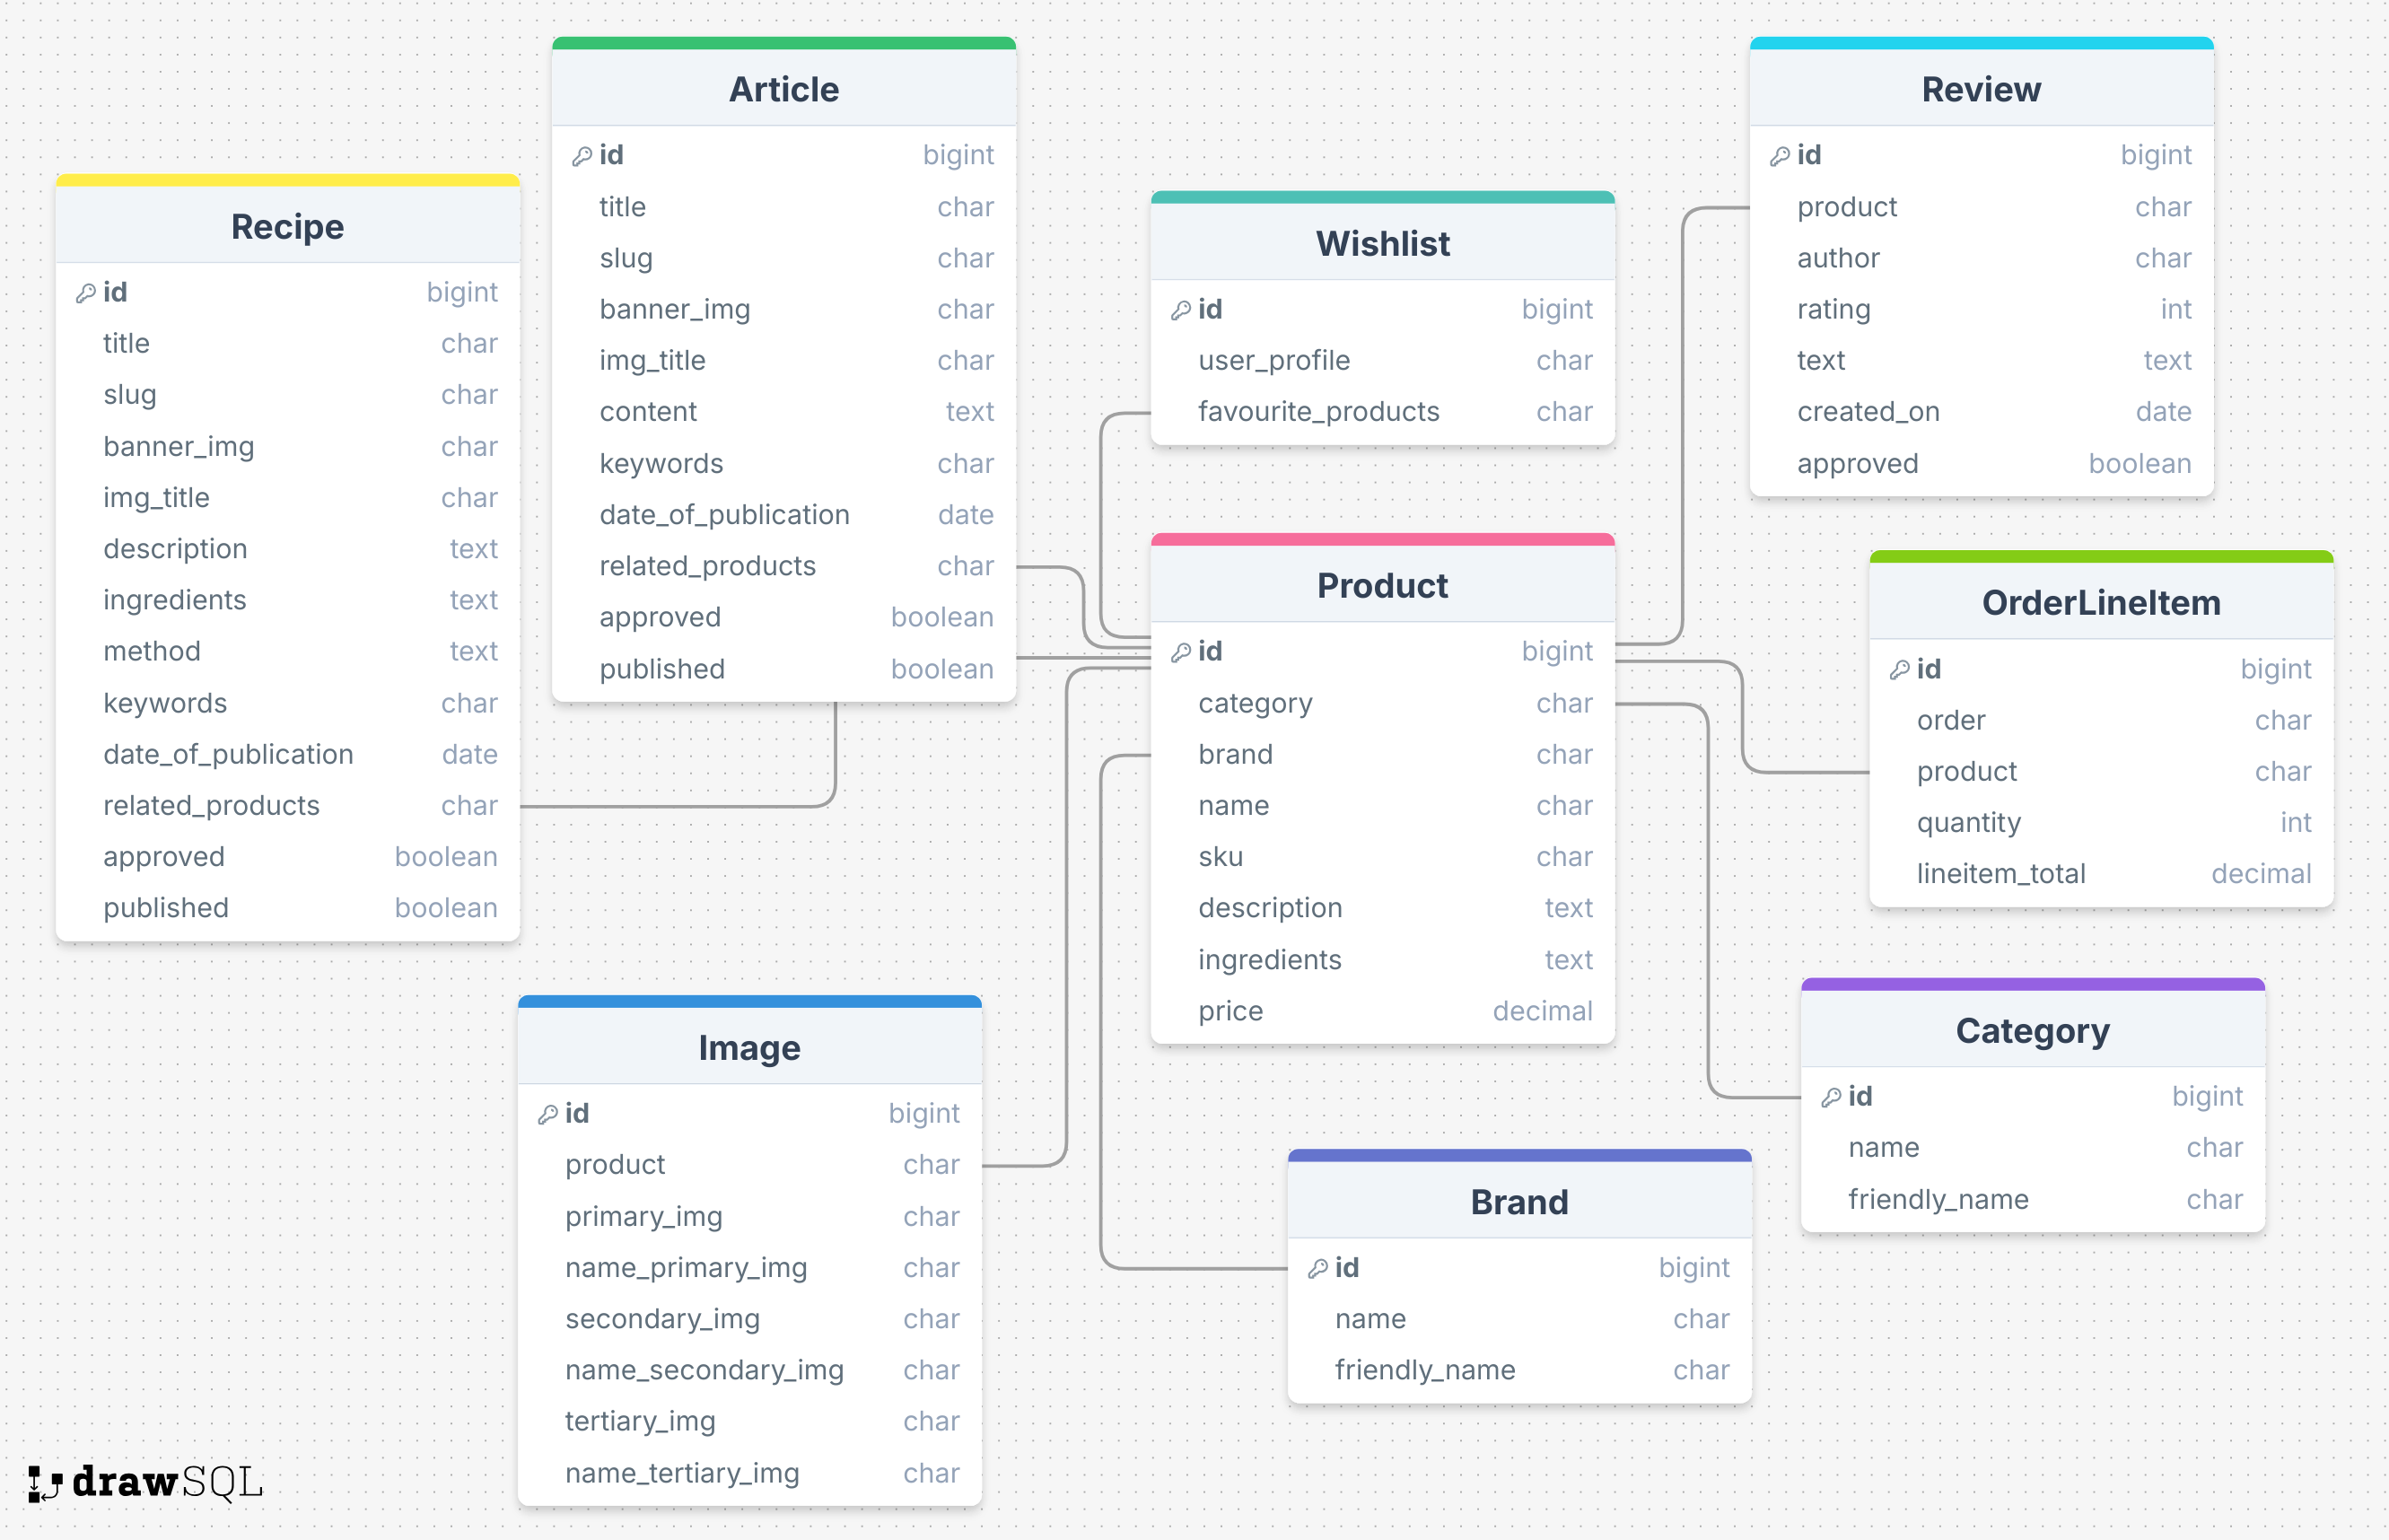 Recipe
id bigint
title char
slug char
banner_img char
img_title char
description text
ingredients text
method text
keywords char
date_of_publication date
related_products char
approved boolean
published boolean
Article
id bigint
title char
slug char
banner_img char
img_title char
content text
keywords char
date_of_publication date
related_products char
approved boolean
published boolean
Wishlist
id bigint
user_profile char
favourite_products char
Review
id bigint
product char
author char
rating int
text text
created_on date
approved boolean
Product
id bigint
category char
brand char
name char
sku char
description text
ingredients text
price decimal
OrderLineItem
id bigint
order char
product char
quantity int
lineitem_total decimal
Image
id bigint
product char
primary_img char
name_primary_img char
secondary_img char
name_secondary_img char
tertiary_img char
name_tertiary_img char
Brand
id bigint
name char
friendly_name char
Category
id bigint
name char
friendly_name char
drawSQL